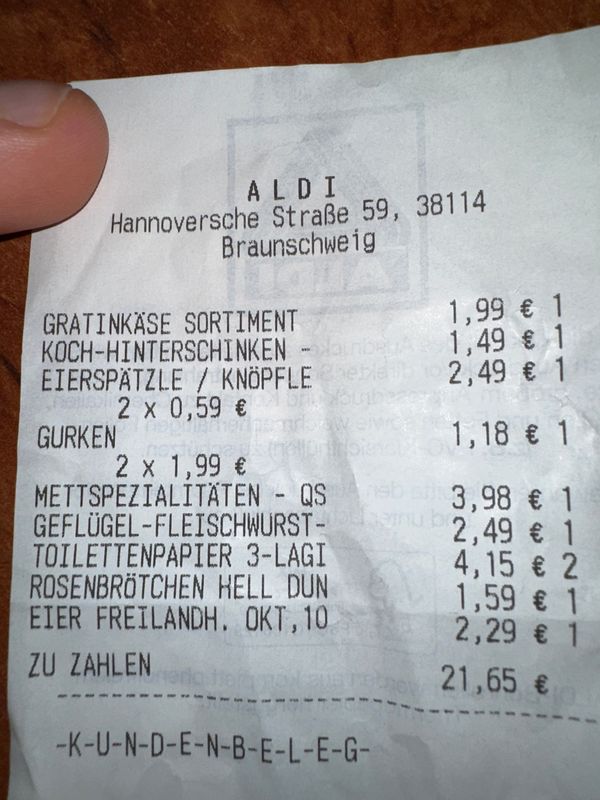 A L D I
Hannoversche Straße 59, 38114
Braunschweig
GRATINKÄSE SORTIMENT 1,99 € 1
KOCH-HINTERSCHINKEN - 1,49 € 1
EIERSPÄTZLE / KNÖPFLE 2,49 € 1
2 x 0,59 €
GURKEN 1,18 € 1
2 x 1,99 €
METTSPEZIALITÄTEN - QS 3,98 € 1
GEFLÜGEL-FLEISCHWURST- 2,49 € 1
TOILETTENPAPIER 3-LAGI 4,15 € 2
ROSENBRÖTCHEN HELL DUN 1,59 € 1
EIER FREILANDH. OKT,10 2,29 € 1
ZU ZAHLEN 21,65 €
-K-U-N-D-E-N-B-E-L-E-G-